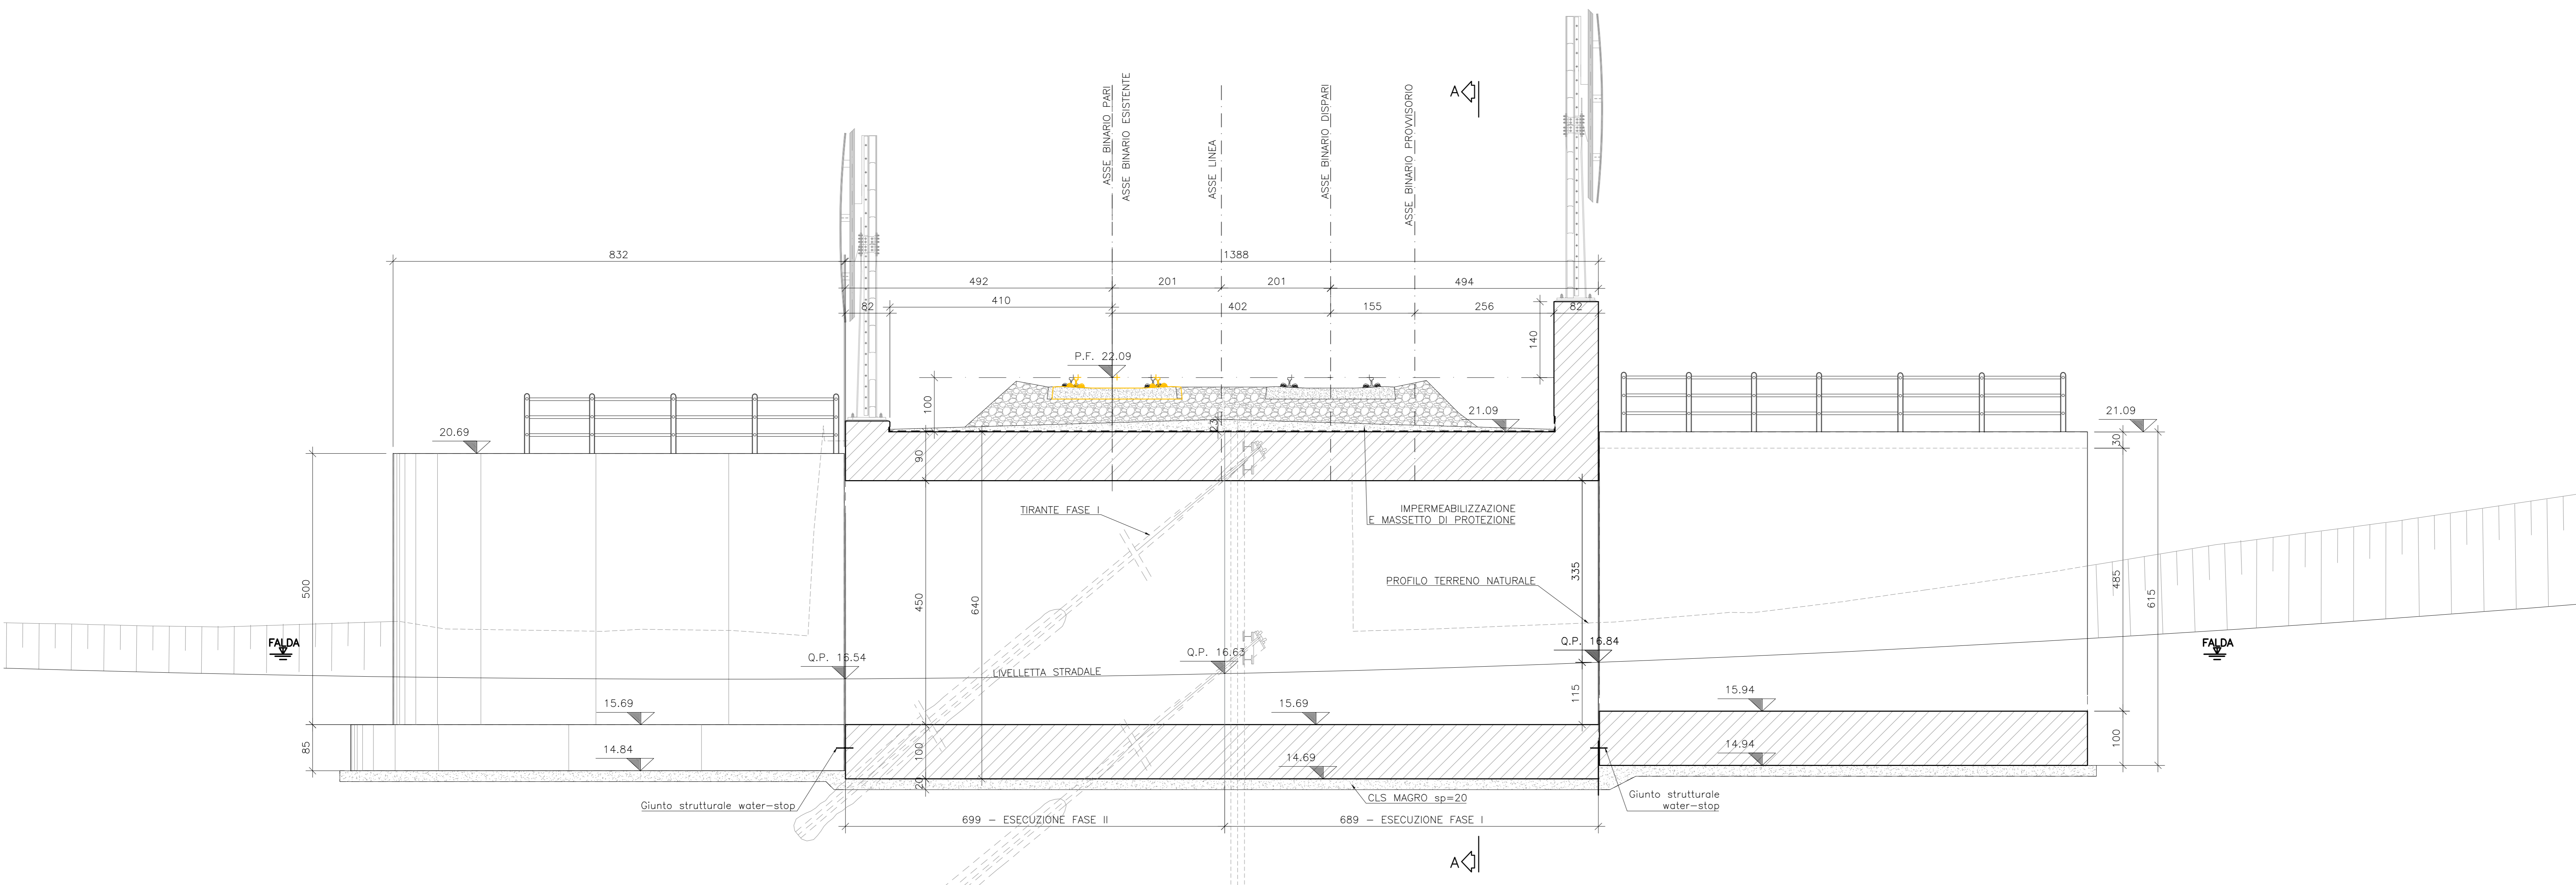 ASSE BINARIO PARI
ASSE BINARIO ESISTENTE
ASSE LINEA
ASSE BINARIO DISPARI
ASSE BINARIO PROVVISORIO
A
832
1388
492
201
201
494
82
410
402
155
256
82
140
P.F. 22.09
100
23
21.09
20.69
21.09
30
90
TIRANTE FASE I
IMPERMEABILIZZAZIONE
E MASSETTO DI PROTEZIONE
500
450
640
335
485
615
PROFILO TERRENO NATURALE
FALDA
FALDA
Q.P. 16.54
Q.P. 16.63
Q.P. 16.84
LIVELLETTA STRADALE
115
15.69
15.69
15.94
85
14.84
100
14.69
14.94
100
20
Giunto strutturale water-stop
CLS MAGRO sp=20
Giunto strutturale
water-stop
699 - ESECUZIONE FASE II
689 - ESECUZIONE FASE I
A